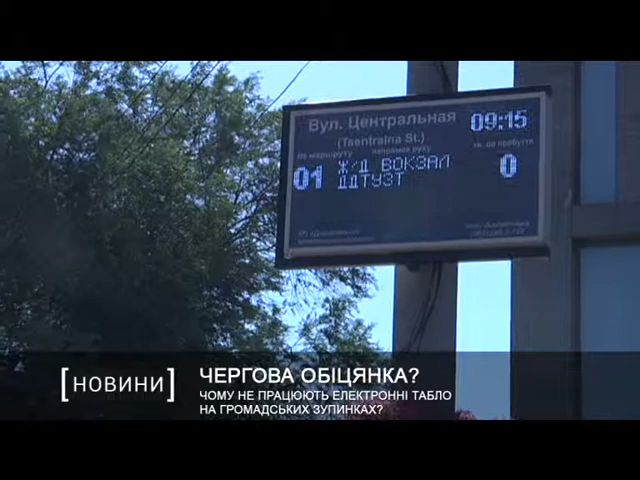 Вул. Центральная
09:15
(Tsentralna St.)
№ маршруту
напрямок руху
хв. до прибуття
01
Ж/Д ВОКЗАЛ
ДДТУЗТ
0
[НОВИНИ]
ЧЕРГОВА ОБІЦЯНКА?
ЧОМУ НЕ ПРАЦЮЮТЬ ЕЛЕКТРОННІ ТАБЛО
НА ГРОМАДСЬКИХ ЗУПИНКАХ?